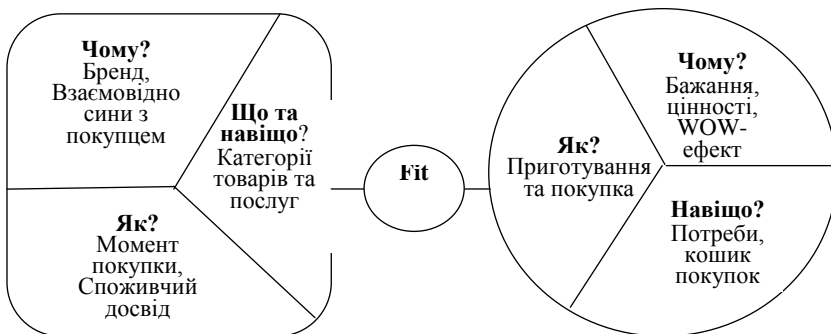 Чому?
Бренд,
Взаємовідно
сини з
покупцем
Що та
навіщо?
Категорії
товарів та
послуг
Як?
Момент
покупки,
Споживчий
досвід
Fit
Як?
Приготування
та покупка
Чому?
Бажання,
цінності,
WOW-
ефект
Навіщо?
Потреби,
кошик
покупок